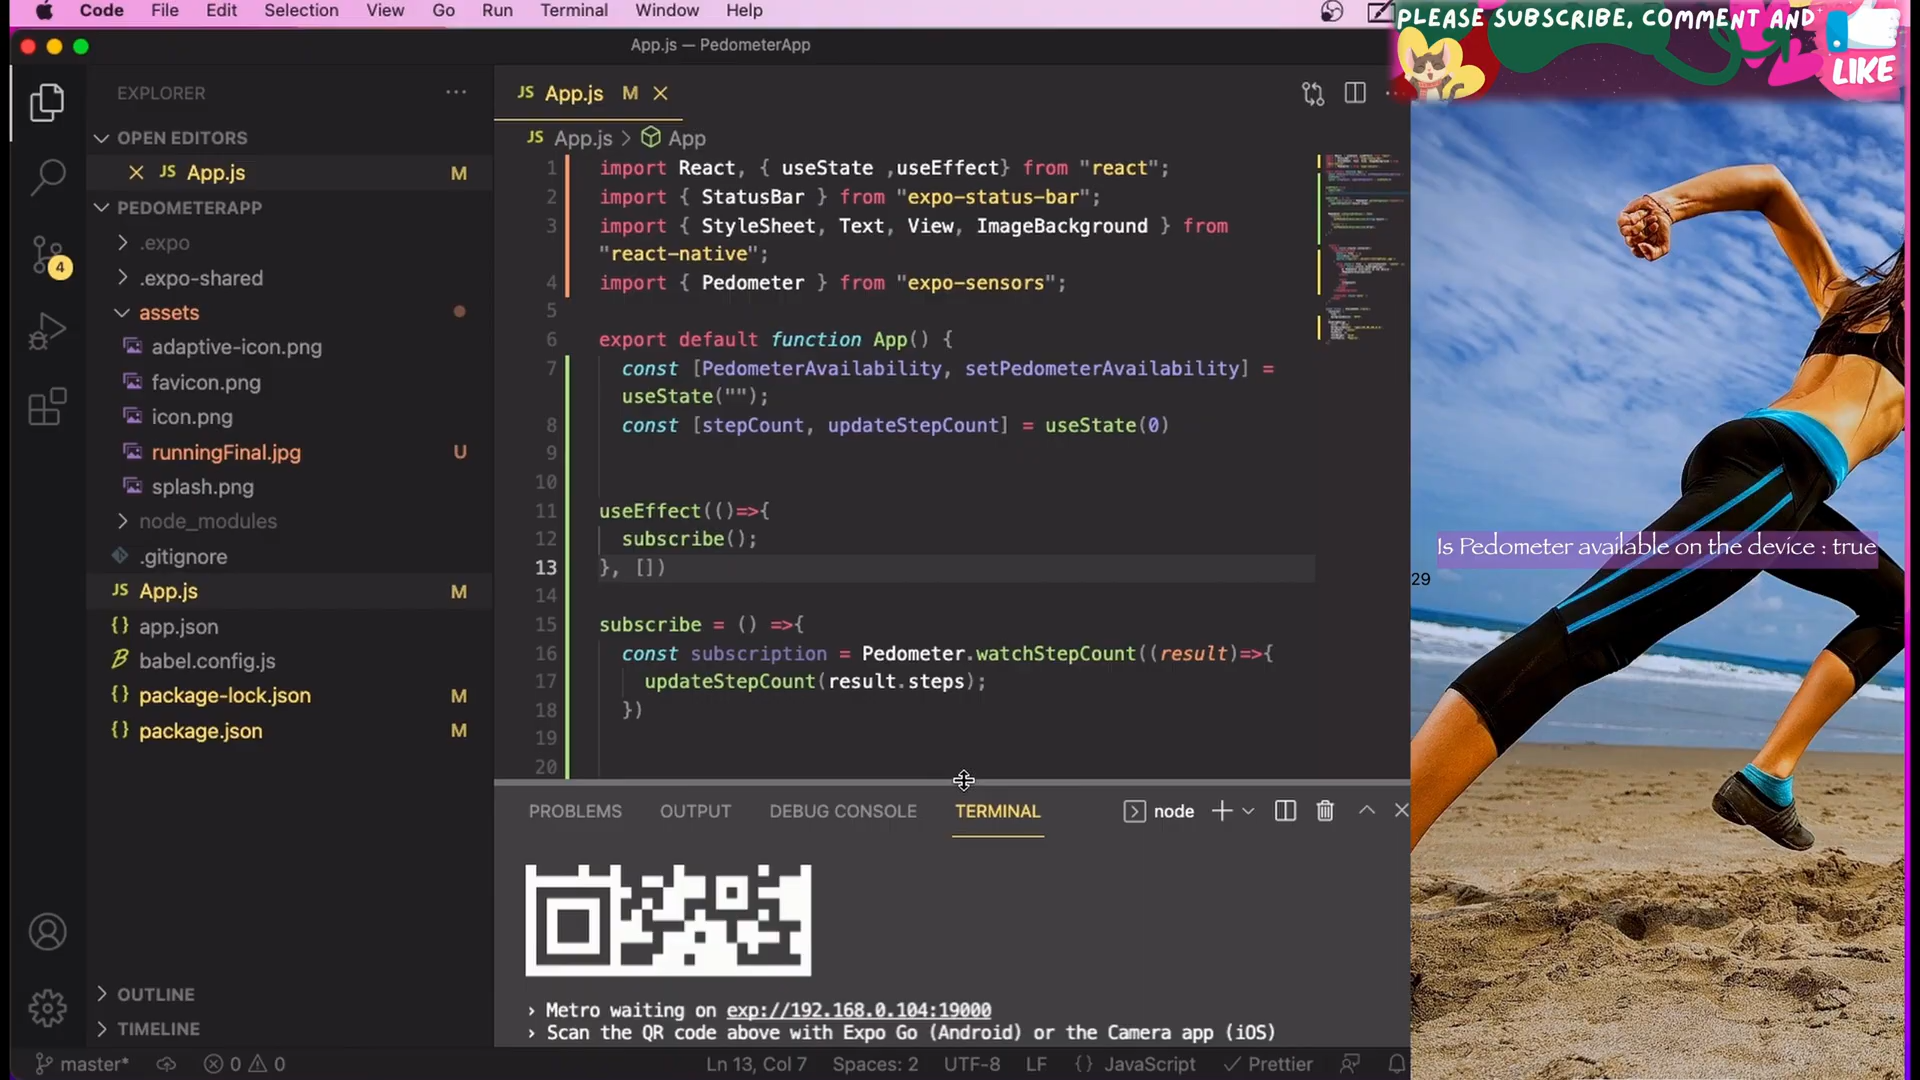 Code File Edit Selection View Go Run Terminal Window Help
PLEASE SUBSCRIBE, COMMENT AND
LIKE
App.js — PedometerApp
EXPLORER
OPEN EDITORS
JS App.js M
PEDOMETERAPP
.expo
.expo-shared
assets
adaptive-icon.png
favicon.png
icon.png
runningFinal.jpg U
splash.png
node_modules
.gitignore
JS App.js M
{} app.json
babel.config.js
{} package-lock.json M
{} package.json M
OUTLINE
TIMELINE
4
JS App.js M
JS App.js > App
1 import React, { useState ,useEffect} from "react";
2 import { StatusBar } from "expo-status-bar";
3 import { StyleSheet, Text, View, ImageBackground } from
"react-native";
4 import { Pedometer } from "expo-sensors";
5
6 export default function App() {
7 const [PedometerAvailability, setPedometerAvailability] =
useState("");
8 const [stepCount, updateStepCount] = useState(0)
9
10
11 useEffect(()=>{
12 subscribe();
13 }, [])
14
15 subscribe = () =>{
16 const subscription = Pedometer.watchStepCount((result)=>{
17 updateStepCount(result.steps);
18 })
19
20
PROBLEMS OUTPUT DEBUG CONSOLE TERMINAL node
› Metro waiting on exp://192.168.0.104:19000
› Scan the QR code above with Expo Go (Android) or the Camera app (iOS)
Is Pedometer available on the device : true
29
master* 0 0 Ln 13, Col 7 Spaces: 2 UTF-8 LF {} JavaScript Prettier